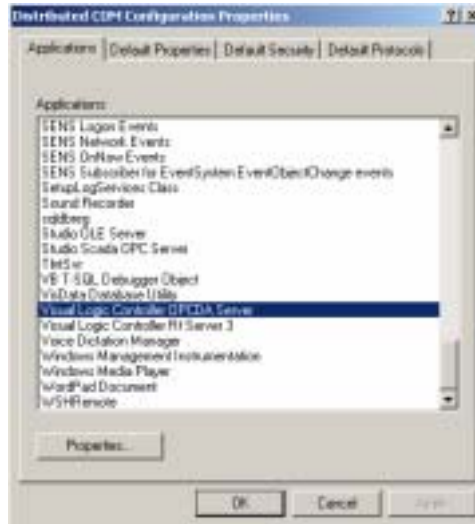 Distributed COM Configuration Properties
Applications Default Properties Default Security Default Protocols
Applications:
SENS Logon Events
SENS Network Events
SENS OnNow Events
SENS Subscriber for EventSystem EventObjectChange events
SetupLogServices Class
Sound Recorder
sqldbreg
Studio OLE Server
Studio Scada OPC Server
TlntSvr
VB T-SQL Debugger Object
VisData Database Utility
Visual Logic Controller OPCDA Server
Visual Logic Controller Rt Server 3
Voice Dictation Manager
Windows Management Instrumentation
Windows Media Player
WordPad Document
WSHRemote
Properties...
OK Cancel Apply